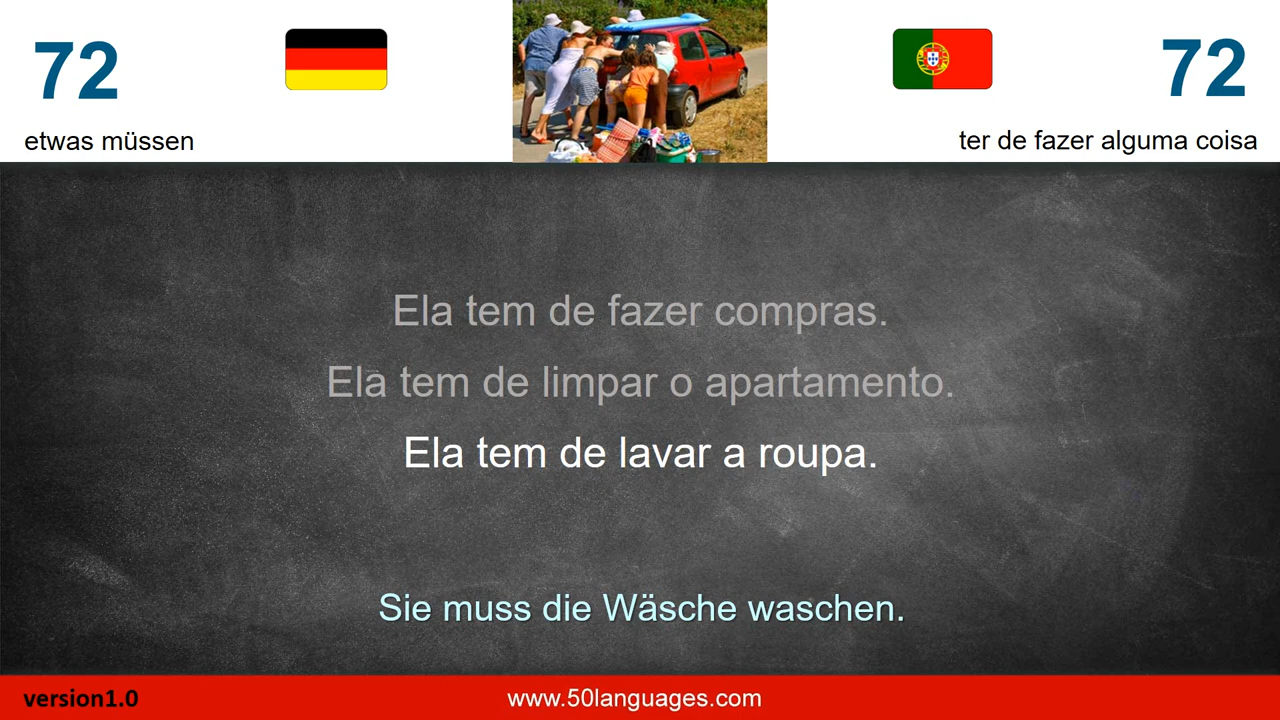 72
72
etwas müssen
ter de fazer alguma coisa
Ela tem de fazer compras.
Ela tem de limpar o apartamento.
Ela tem de lavar a roupa.
Sie muss die Wäsche waschen.
version1.0
www.50languages.com